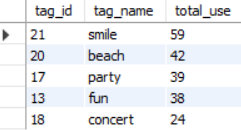 tag_id tag_name total_use
21 smile 59
20 beach 42
17 party 39
13 fun 38
18 concert 24